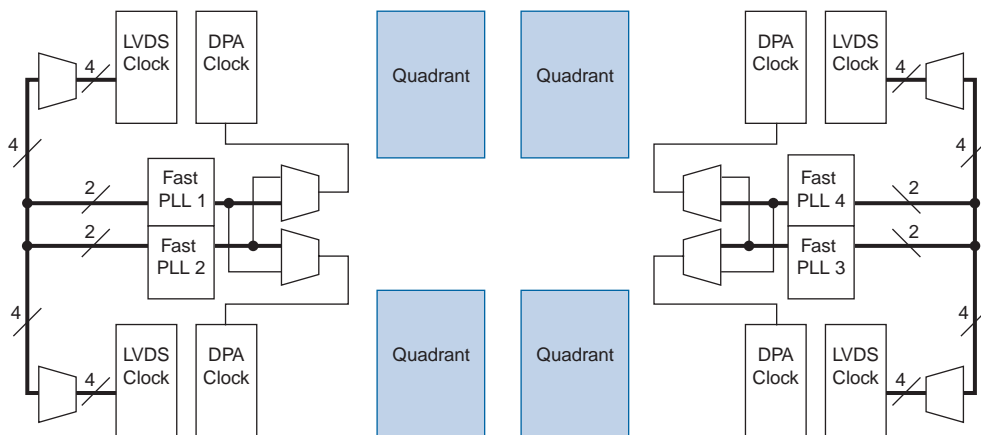 LVDS
Clock
DPA
Clock
Quadrant
Quadrant
DPA
Clock
LVDS
Clock
4
4
4
4
2
Fast
PLL 1
Fast
PLL 4
2
2
Fast
PLL 2
Fast
PLL 3
2
4
4
4
LVDS
Clock
DPA
Clock
Quadrant
Quadrant
DPA
Clock
LVDS
Clock
4